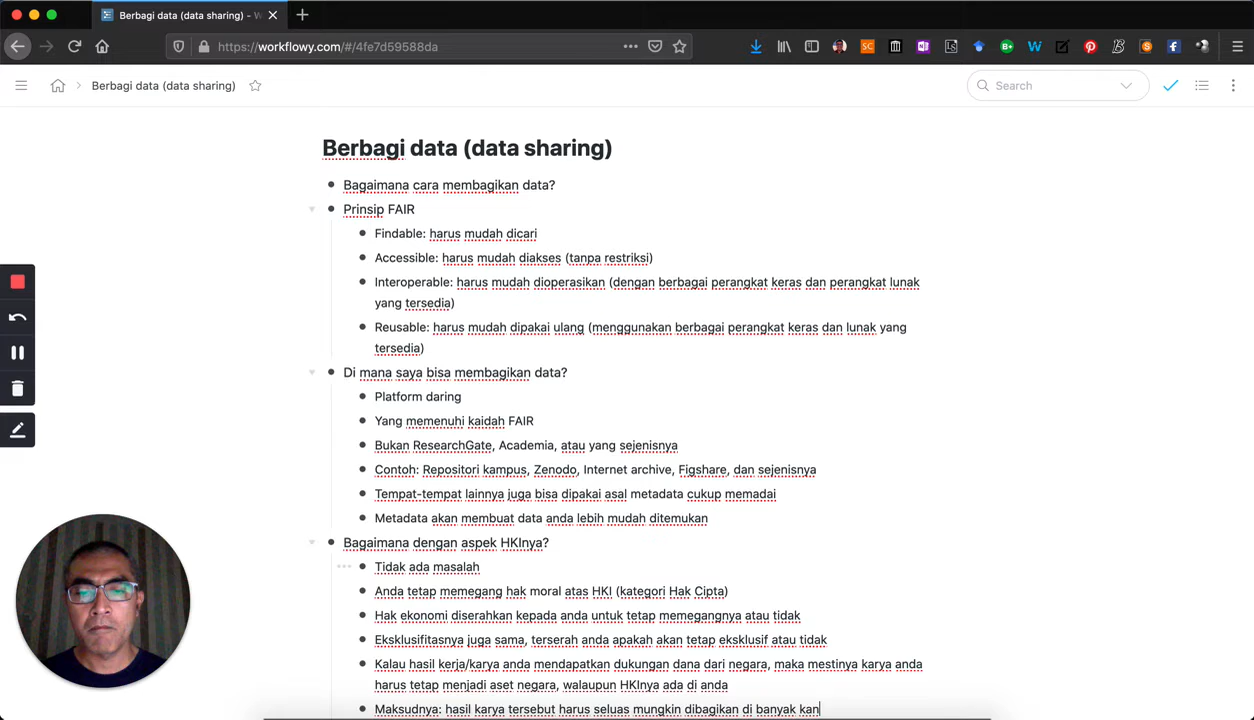 Berbagi data (data sharing) - W
https://workflowy.com/#/4fe7d59588da
Berbagi data (data sharing)
Search
Berbagi data (data sharing)
Bagaimana cara membagikan data?
Prinsip FAIR
Findable: harus mudah dicari
Accessible: harus mudah diakses (tanpa restriksi)
Interoperable: harus mudah dioperasikan (dengan berbagai perangkat keras dan perangkat lunak
yang tersedia)
Reusable: harus mudah dipakai ulang (menggunakan berbagai perangkat keras dan lunak yang
tersedia)
Di mana saya bisa membagikan data?
Platform daring
Yang memenuhi kaidah FAIR
Bukan ResearchGate, Academia, atau yang sejenisnya
Contoh: Repositori kampus, Zenodo, Internet archive, Figshare, dan sejenisnya
Tempat-tempat lainnya juga bisa dipakai asal metadata cukup memadai
Metadata akan membuat data anda lebih mudah ditemukan
Bagaimana dengan aspek HKInya?
Tidak ada masalah
Anda tetap memegang hak moral atas HKI (kategori Hak Cipta)
Hak ekonomi diserahkan kepada anda untuk tetap memegangnya atau tidak
Eksklusifitasnya juga sama, terserah anda apakah akan tetap eksklusif atau tidak
Kalau hasil kerja/karya anda mendapatkan dukungan dana dari negara, maka mestinya karya anda
harus tetap menjadi aset negara, walaupun HKInya ada di anda
Maksudnya: hasil karya tersebut harus seluas mungkin dibagikan di banyak kan